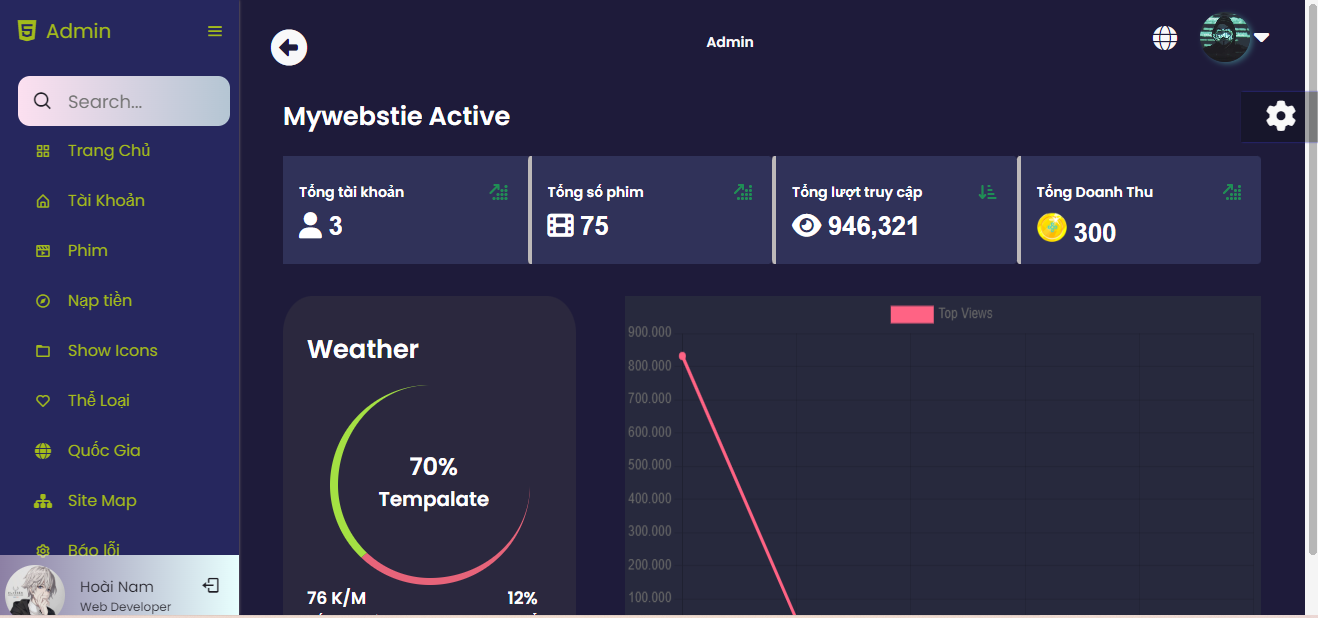 Admin
Search...
Trang Chủ
Tài Khoản
Phim
Nạp tiền
Show Icons
Thể Loại
Quốc Gia
Site Map
Báo lỗi
Hoài Nam
Web Developer
Admin
Mywebstie Active
Tổng tài khoản
3
Tổng số phim
75
Tổng lượt truy cập
946,321
Tổng Doanh Thu
300
Weather
70%
Tempalate
76 K/M
12%
Top Views
900.000
800.000
700.000
600.000
500.000
400.000
300.000
200.000
100.000